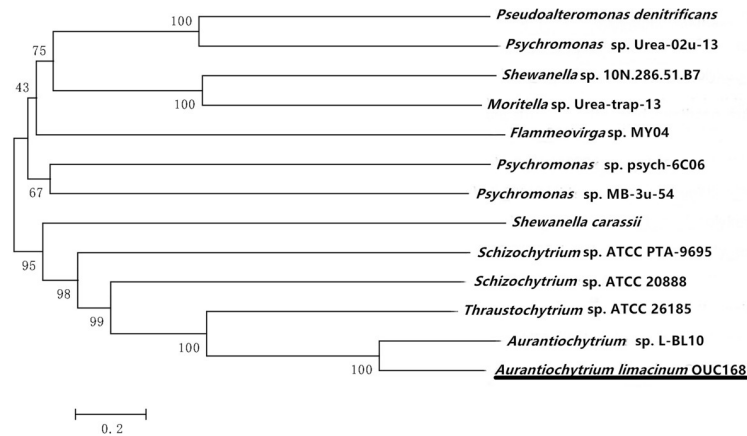 Pseudoalteromonas denitrificans
100
Psychromonas sp. Urea-02u-13
75
Shewanella sp. 10N.286.51.B7
43
100
Moritella sp. Urea-trap-13
Flammeovirga sp. MY04
Psychromonas sp. psych-6C06
67
Psychromonas sp. MB-3u-54
Shewanella carassii
95
Schizochytrium sp. ATCC PTA-9695
98
Schizochytrium sp. ATCC 20888
99
Thraustochytrium sp. ATCC 26185
100
Aurantiochytrium sp. L-BL10
100
Aurantiochytrium limacinum OUC168
0.2